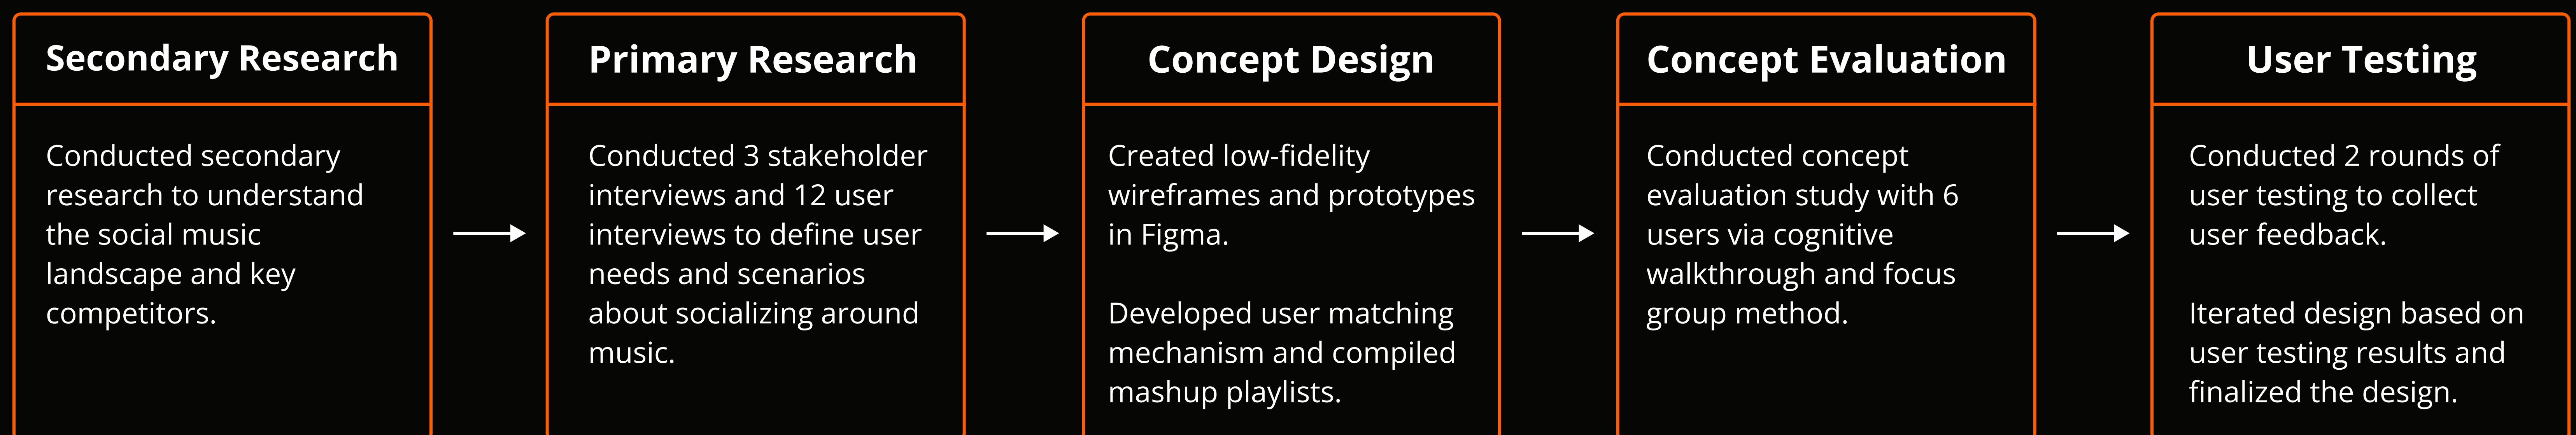 Secondary Research
Conducted secondary
research to understand
the social music
landscape and key
competitors.
Primary Research
Conducted 3 stakeholder
interviews and 12 user
interviews to define user
needs and scenarios
about socializing around
music.
Concept Design
Created low-fidelity
wireframes and prototypes
in Figma.
Developed user matching
mechanism and compiled
mashup playlists.
Concept Evaluation
Conducted concept
evaluation study with 6
users via cognitive
walkthrough and focus
group method.
User Testing
Conducted 2 rounds of
user testing to collect
user feedback.
Iterated design based on
user testing results and
finalized the design.